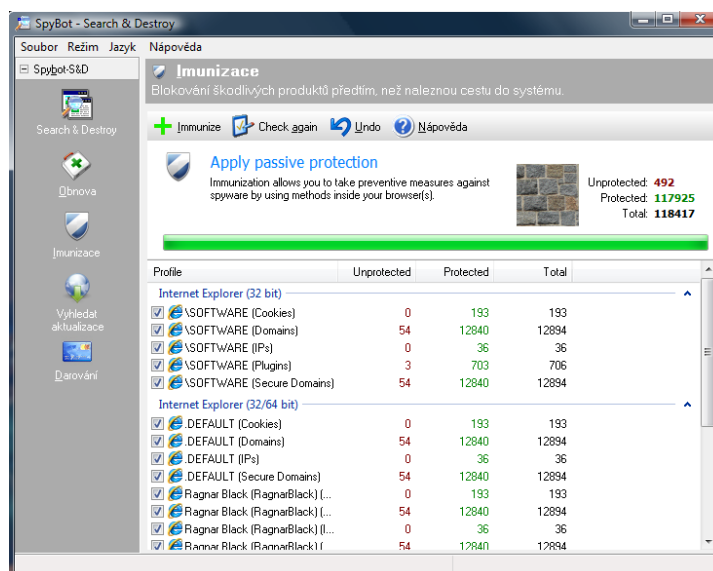 SpyBot - Search & Destroy
Soubor Režim Jazyk Nápověda
Spybot-S&D
Search & Destroy
Obnova
Imunizace
Vyhledat
aktualizace
Darování
Imunizace
Blokování škodlivých produktů předtím, než naleznou cestu do systému.
Immunize Check again Undo Nápověda
Apply passive protection
Immunization allows you to take preventive measures against
spyware by using methods inside your browser(s).
Unprotected: 492
Protected: 117925
Total: 118417
Profile Unprotected Protected Total
Internet Explorer (32 bit)
\SOFTWARE (Cookies) 0 193 193
\SOFTWARE (Domains) 54 12840 12894
\SOFTWARE (IPs) 0 36 36
\SOFTWARE (Plugins) 3 703 706
\SOFTWARE (Secure Domains) 54 12840 12894
Internet Explorer (32/64 bit)
.DEFAULT (Cookies) 0 193 193
.DEFAULT (Domains) 54 12840 12894
.DEFAULT (IPs) 0 36 36
.DEFAULT (Secure Domains) 54 12840 12894
Ragnar Black (RagnarBlack) (... 0 193 193
Ragnar Black (RagnarBlack) (... 54 12840 12894
Ragnar Black (RagnarBlack) (I... 0 36 36
Ragnar Black (RagnarBlack) (... 54 12840 12894